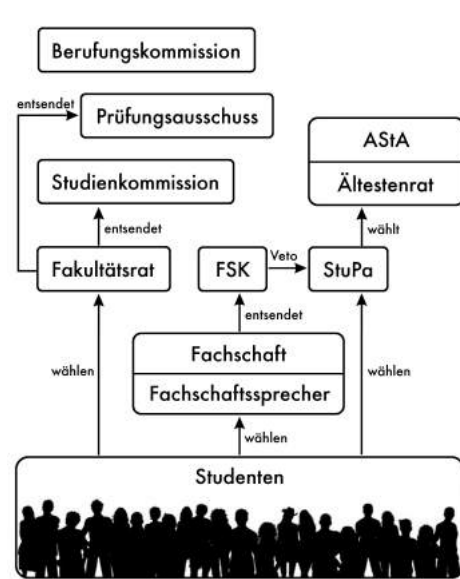 Berufungskommission
entsendet
Prüfungsausschuss
AStA
Ältestenrat
Studienkommission
entsendet
wählt
Fakultätsrat
FSK
Veto
StuPa
entsendet
Fachschaft
Fachschaftssprecher
wählen
wählen
wählen
Studenten